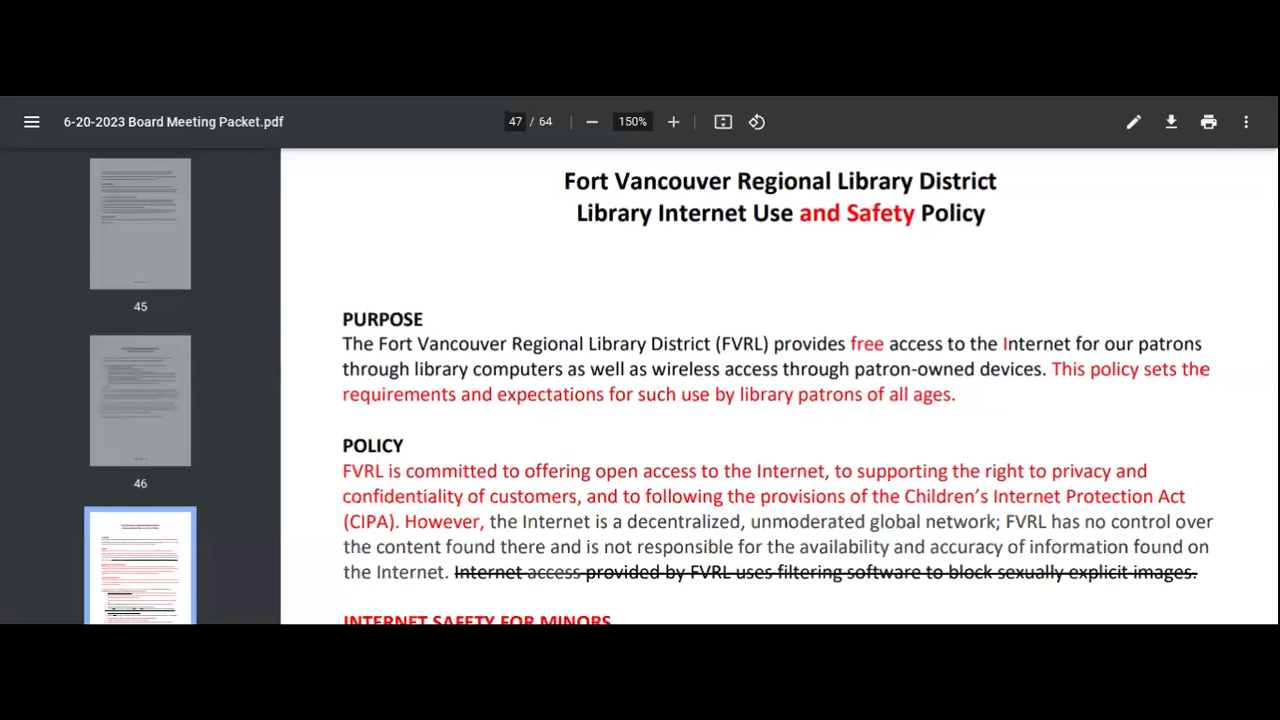 6-20-2023 Board Meeting Packet.pdf
47 / 64
150%
45
46
Fort Vancouver Regional Library District
Library Internet Use and Safety Policy
PURPOSE
The Fort Vancouver Regional Library District (FVRL) provides free access to the Internet for our patrons
through library computers as well as wireless access through patron-owned devices. This policy sets the
requirements and expectations for such use by library patrons of all ages.
POLICY
FVRL is committed to offering open access to the Internet, to supporting the right to privacy and
confidentiality of customers, and to following the provisions of the Children's Internet Protection Act
(CIPA). However, the Internet is a decentralized, unmoderated global network; FVRL has no control over
the content found there and is not responsible for the availability and accuracy of information found on
the Internet. Internet access provided by FVRL uses filtering software to block sexually explicit images.
INTERNET SAFETY FOR MINORS